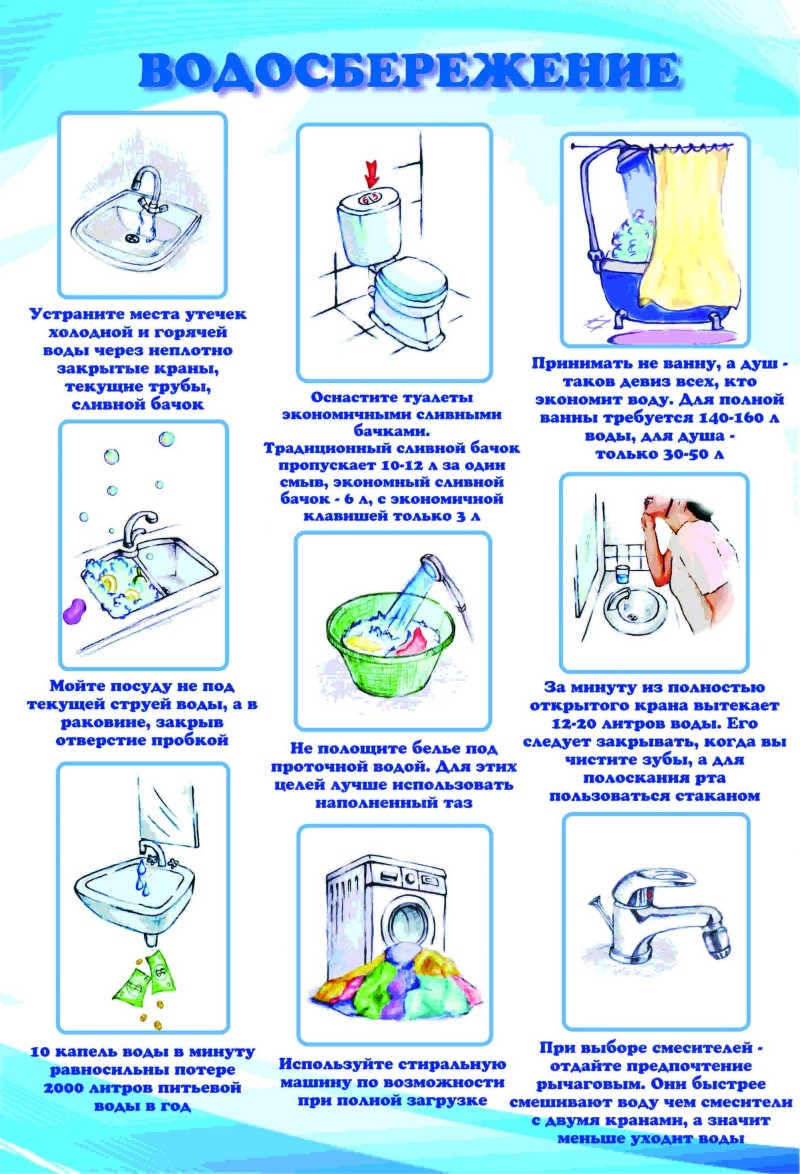 ВОДОСБЕРЕЖЕНИЕ
Устраните места утечек
холодной и горячей
воды через неплотно
закрытые краны,
текущие трубы,
сливной бачок
Оснастите туалеты
экономичными сливными
бачками.
Традиционный сливной бачок
пропускает 10-12 л за один
смыв, экономный сливной
бачок - 6 л, с экономичной
клавишей только 3 л
Принимать не ванну, а душ -
таков девиз всех, кто
экономит воду. Для полной
ванны требуется 140-160 л
воды, для душа -
только 30-50 л
Мойте посуду не под
текущей струей воды, а в
раковине, закрыв
отверстие пробкой
Не полощите белье под
проточной водой. Для этих
целей лучше использовать
наполненный таз
За минуту из полностью
открытого крана вытекает
12-20 литров воды. Его
следует закрывать, когда вы
чистите зубы, а для
полоскания рта
пользоваться стаканом
10 капель воды в минуту
равносильны потере
2000 литров питьевой
воды в год
Используйте стиральную
машину по возможности
при полной загрузке
При выборе смесителей -
отдайте предпочтение
рычаговым. Они быстрее
смешивают воду чем смесители
с двумя кранами, а значит
меньше уходит воды